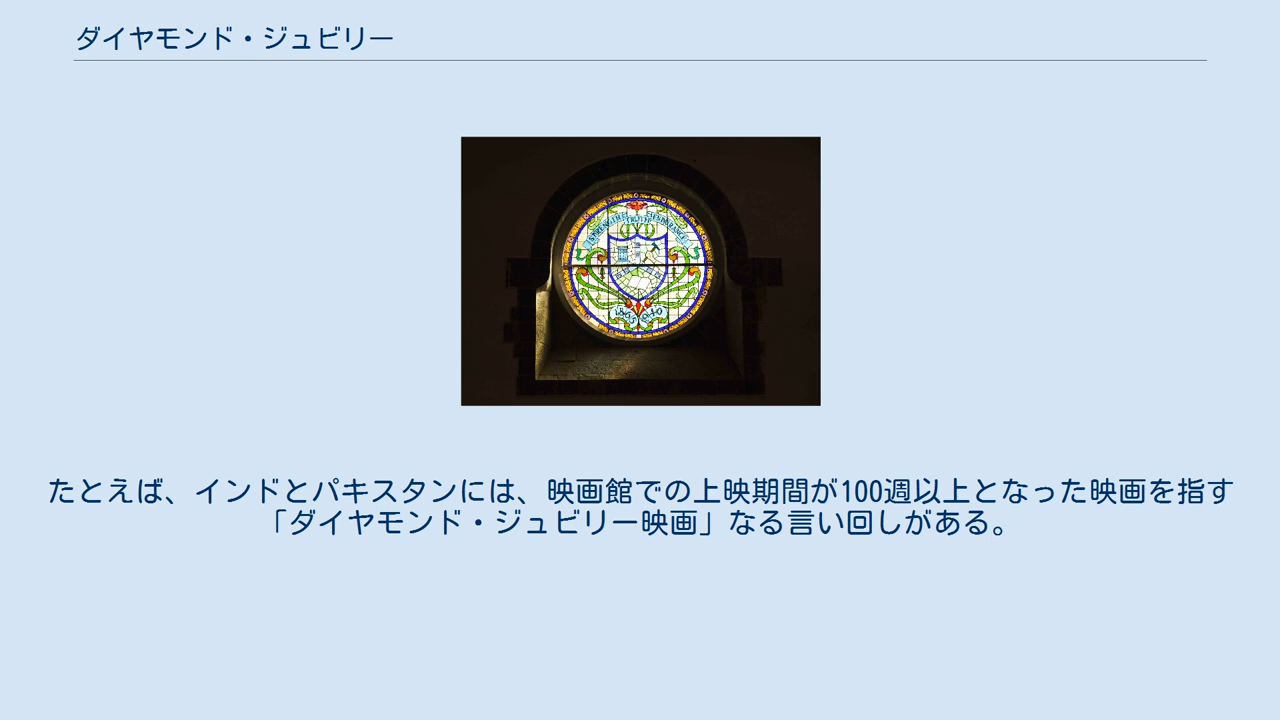 ダイヤモンド・ジュビリー
たとえば、インドとパキスタンには、映画館での上映期間が100週以上となった映画を指す
「ダイヤモンド・ジュビリー映画」なる言い回しがある。